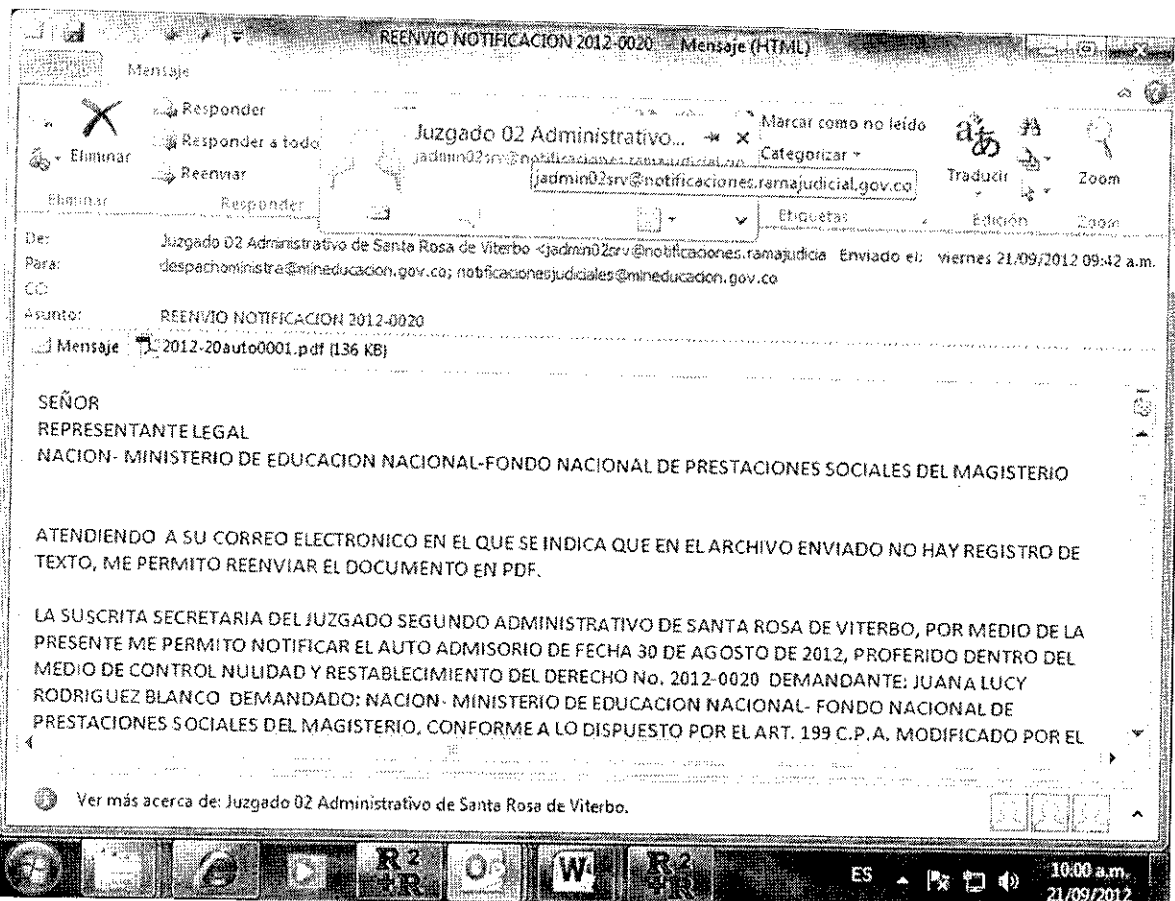 REENVIO NOTIFICACION 2012-0020 - Mensaje (HTML)
Mensaje
Eliminar
Responder
Responder a todo
Reenviar
Juzgado 02 Administrativo...
jadmin02srv@notificaciones.ramajudicial.go
jadmin02srv@notificaciones.ramajudicial.gov.co
Marcar como no leído
Categorizar
Traducir
Zoom
Eliminar
Responder
Etiquetas
Edición
Zoom
De: Juzgado 02 Administrativo de Santa Rosa de Viterbo <jadmin02srv@notificaciones.ramajudicia Enviado el: viernes 21/09/2012 09:42 a.m.
Para: despachoministra@mineducacion.gov.co; notificacionesjudiciales@mineducacion.gov.co
CC:
Asunto: REENVIO NOTIFICACION 2012-0020
Mensaje 2012-20auto0001.pdf (136 KB)
SEÑOR
REPRESENTANTE LEGAL
NACION- MINISTERIO DE EDUCACION NACIONAL-FONDO NACIONAL DE PRESTACIONES SOCIALES DEL MAGISTERIO
ATENDIENDO A SU CORREO ELECTRONICO EN EL QUE SE INDICA QUE EN EL ARCHIVO ENVIADO NO HAY REGISTRO DE
TEXTO, ME PERMITO REENVIAR EL DOCUMENTO EN PDF.
LA SUSCRITA SECRETARIA DEL JUZGADO SEGUNDO ADMINISTRATIVO DE SANTA ROSA DE VITERBO, POR MEDIO DE LA
PRESENTE ME PERMITO NOTIFICAR EL AUTO ADMISORIO DE FECHA 30 DE AGOSTO DE 2012, PROFERIDO DENTRO DEL
MEDIO DE CONTROL NULIDAD Y RESTABLECIMIENTO DEL DERECHO No. 2012-0020 DEMANDANTE: JUANA LUCY
RODRIGUEZ BLANCO DEMANDADO: NACION- MINISTERIO DE EDUCACION NACIONAL- FONDO NACIONAL DE
PRESTACIONES SOCIALES DEL MAGISTERIO, CONFORME A LO DISPUESTO POR EL ART. 199 C.P.A. MODIFICADO POR EL
Ver más acerca de: Juzgado 02 Administrativo de Santa Rosa de Viterbo.
ES
10:00 a.m.
21/09/2012